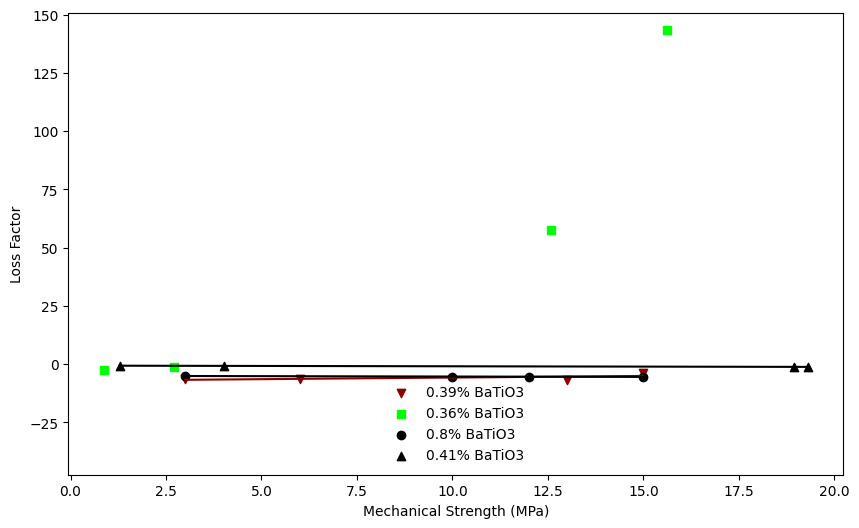 150
125
100
75
50
25
0
−25
Loss Factor
0.39% BaTiO3
0.36% BaTiO3
0.8% BaTiO3
0.41% BaTiO3
0.0 2.5 5.0 7.5 10.0 12.5 15.0 17.5 20.0
Mechanical Strength (MPa)